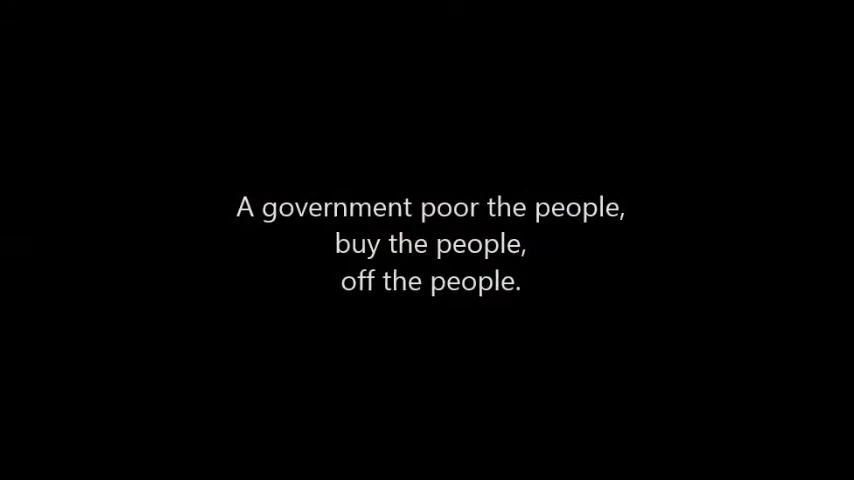 A government poor the people,
buy the people,
off the people.